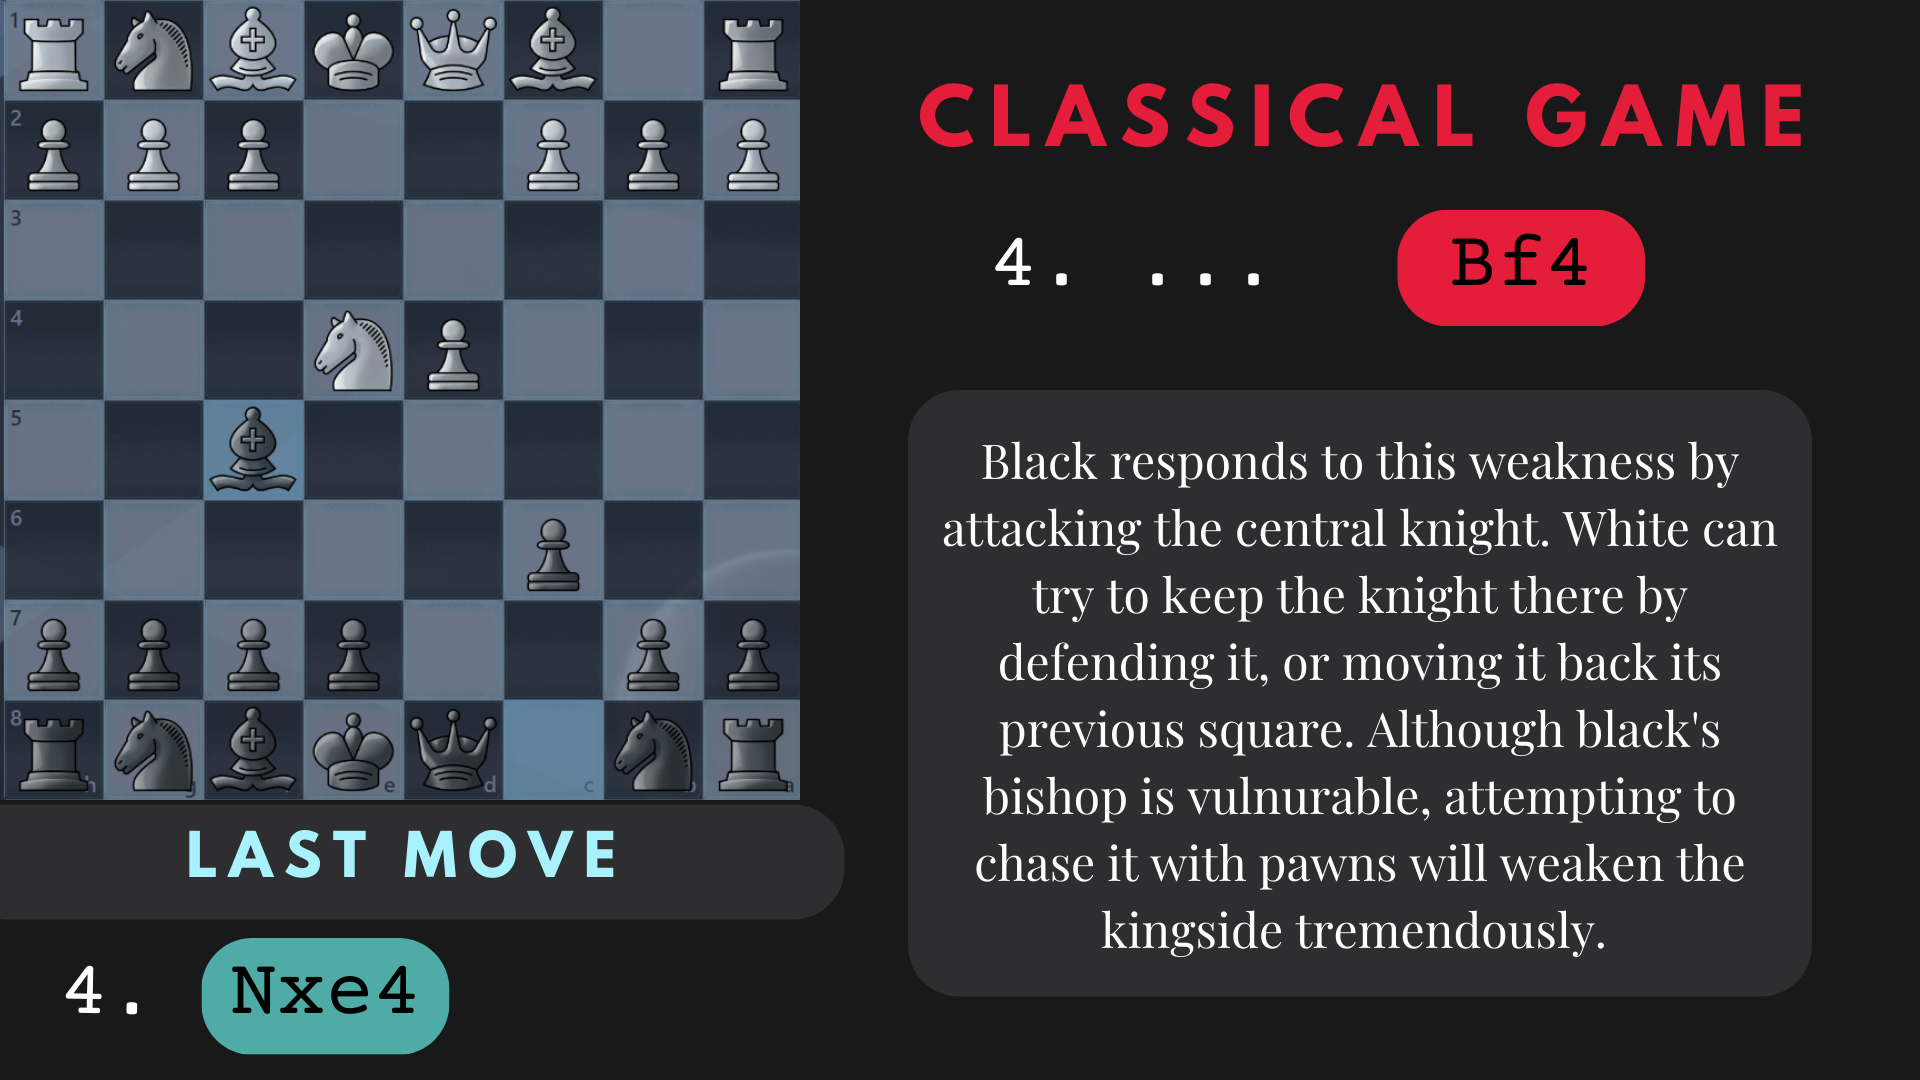 1
2
3
4
5
6
7
8
h
g
e
d
c
b
a
CLASSICAL GAME
4. ... Bf4
Black responds to this weakness by
attacking the central knight. White can
try to keep the knight there by
defending it, or moving it back its
previous square. Although black's
bishop is vulnurable, attempting to
chase it with pawns will weaken the
kingside tremendously.
LAST MOVE
4. Nxe4